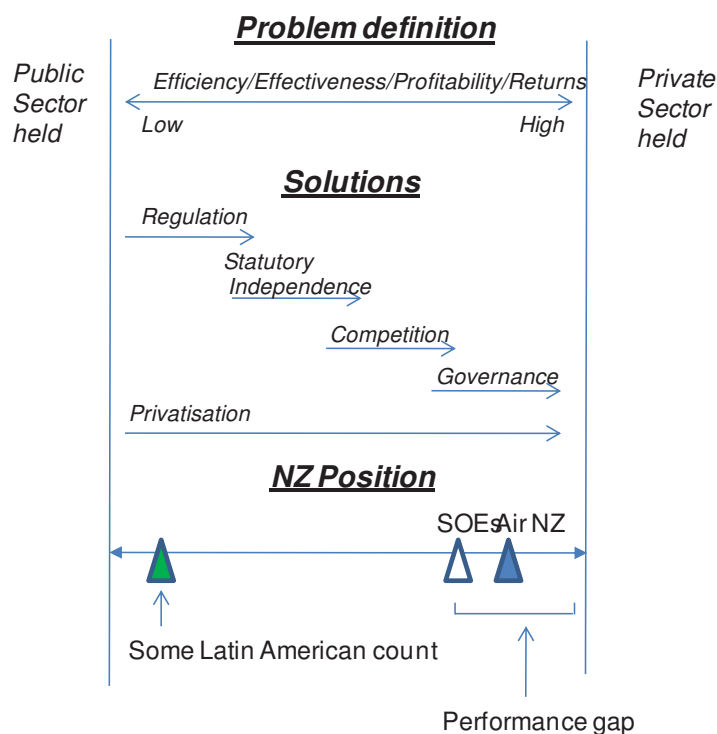 Problem definition
Public
Sector
held
Efficiency/Effectiveness/Profitability/Returns
Low
High
Private
Sector
held
Solutions
Regulation
Statutory
Independence
Competition
Governance
Privatisation
NZ Position
SOEs
Air NZ
Some Latin American count
Performance gap